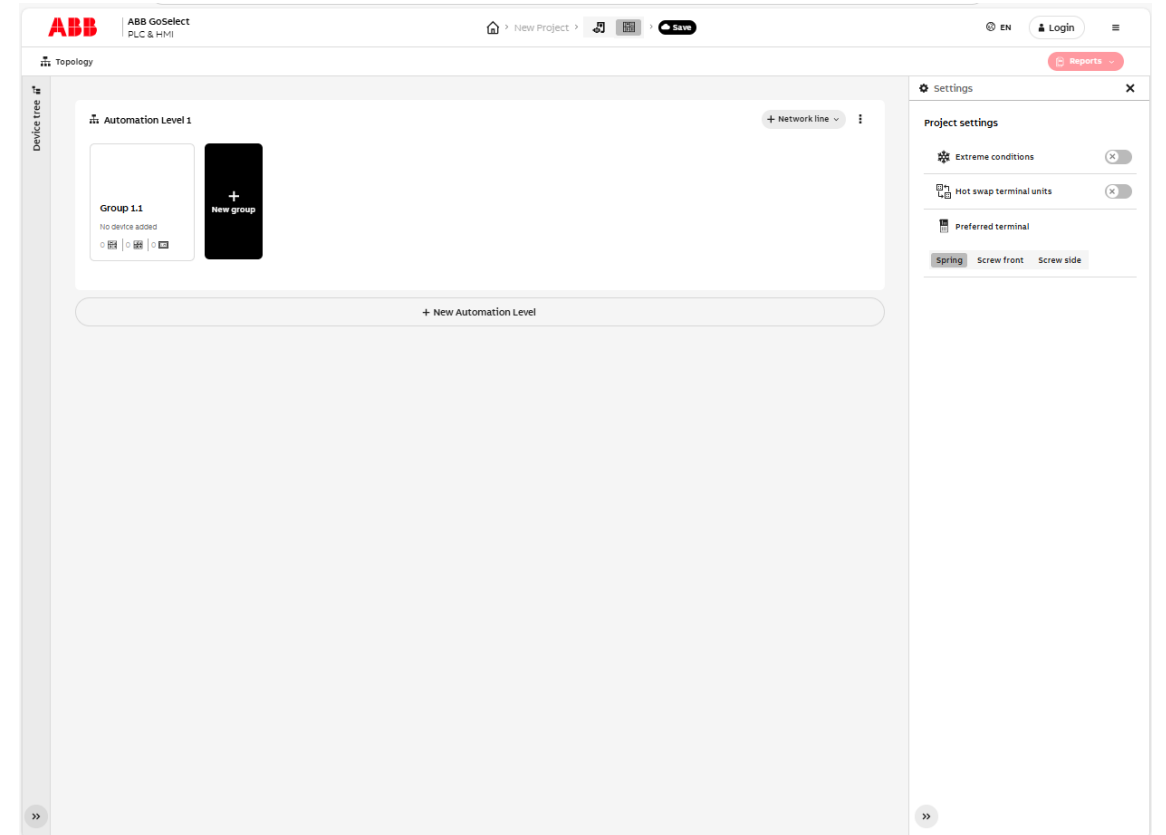 ABB
ABB GoSelect
PLC & HMI
New Project
Save
EN
Login
Topology
Reports
Device tree
Settings
Automation Level 1
+ Network line
Project settings
Extreme conditions
Group 1.1
No device added
0 0 0
+
New group
Hot swap terminal units
Preferred terminal
Spring Screw front Screw side
+ New Automation Level